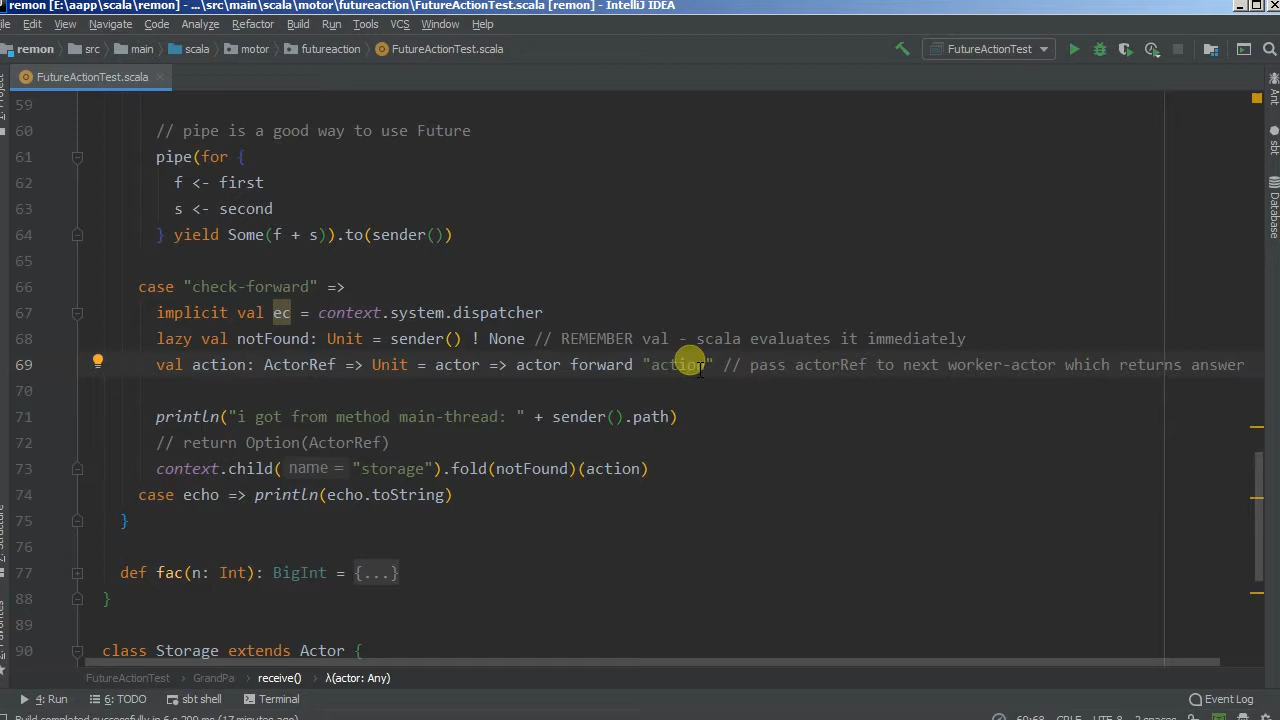 remon [E:\aapp\scala\remon] - ...\src\main\scala\motor\futureaction\FutureActionTest.scala [remon] - IntelliJ IDEA
Edit View Navigate Code Analyze Refactor Build Run Tools VCS Window Help
remon src main scala motor futureaction FutureActionTest.scala FutureActionTest
FutureActionTest.scala
59
60 // pipe is a good way to use Future
61 pipe(for {
62 f <- first
63 s <- second
64 } yield Some(f + s)).to(sender())
65
66 case "check-forward" =>
67 implicit val ec = context.system.dispatcher
68 lazy val notFound: Unit = sender() ! None // REMEMBER val - scala evaluates it immediately
69 val action: ActorRef => Unit = actor => actor forward "action" // pass actorRef to next worker-actor which returns answer
70
71 println("i got from method main-thread: " + sender().path)
72 // return Option(ActorRef)
73 context.child( name = "storage").fold(notFound)(action)
74 case echo => println(echo.toString)
75 }
76
77 def fac(n: Int): BigInt = {...}
88 }
89
90 class Storage extends Actor {
FutureActionTest GrandPa receive() λ(actor: Any)
4: Run 6: TODO sbt shell Terminal Event Log
Ant
sbt
Database